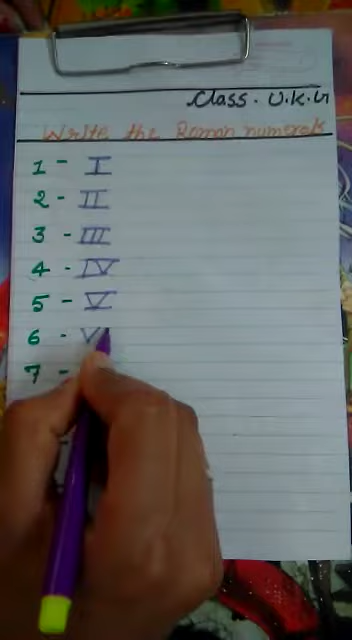 Class. U.K.G
Write the Roman numerals
1 - I
2 - II
3 - III
4 - IV
5 - V
6 - V
7 -